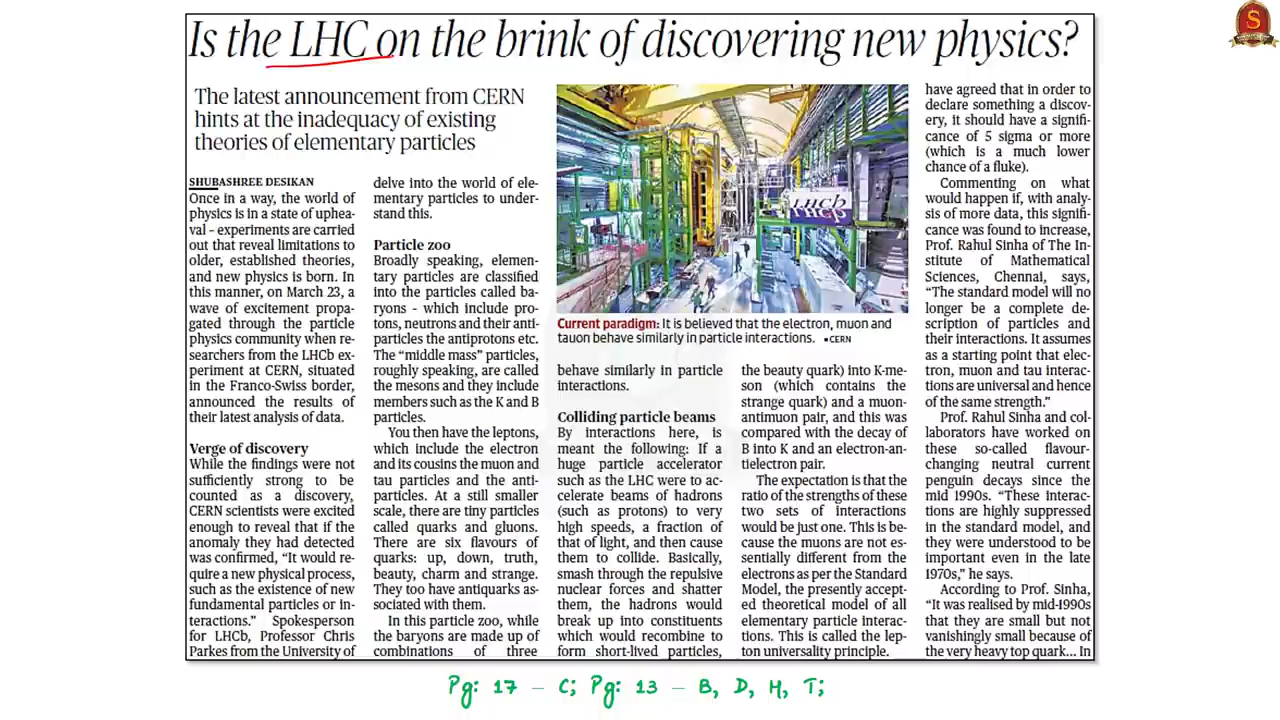 Is the LHC on the brink of discovering new physics?
The latest announcement from CERN
hints at the inadequacy of existing
theories of elementary particles
SHUBASHREE DESIKAN
Once in a way, the world of
physics is in a state of uphea-
val – experiments are carried
out that reveal limitations to
older, established theories,
and new physics is born. In
this manner, on March 23, a
wave of excitement propa-
gated through the particle
physics community when re-
searchers from the LHCb ex-
periment at CERN, situated
in the Franco-Swiss border,
announced the results of
their latest analysis of data.
Verge of discovery
While the findings were not
sufficiently strong to be
counted as a discovery,
CERN scientists were excited
enough to reveal that if the
anomaly they had detected
was confirmed, “It would re-
quire a new physical process,
such as the existence of new
fundamental particles or in-
teractions.” Spokesperson
for LHCb, Professor Chris
Parkes from the University of
delve into the world of ele-
mentary particles to under-
stand this.
Particle zoo
Broadly speaking, elemen-
tary particles are classified
into the particles called ba-
ryons - which include pro-
tons, neutrons and their anti-
particles the antiprotons etc.
The “middle mass” particles,
roughly speaking, are called
the mesons and they include
members such as the K and B
particles.
You then have the leptons,
which include the electron
and its cousins the muon and
tau particles and the anti-
particles. At a still smaller
scale, there are tiny particles
called quarks and gluons.
There are six flavours of
quarks: up, down, truth,
beauty, charm and strange.
They too have antiquarks as-
sociated with them.
In this particle zoo, while
the baryons are made up of
combinations of three
LHCb
Current paradigm: It is believed that the electron, muon and
tauon behave similarly in particle interactions. ▪CERN
behave similarly in particle
interactions.
Colliding particle beams
By interactions here, is
meant the following: If a
huge particle accelerator
such as the LHC were to ac-
celerate beams of hadrons
(such as protons) to very
high speeds, a fraction of
that of light, and then cause
them to collide. Basically,
smash through the repulsive
nuclear forces and shatter
them, the hadrons would
break up into constituents
which would recombine to
form short-lived particles,
the beauty quark) into K-me-
son (which contains the
strange quark) and a muon-
antimuon pair, and this was
compared with the decay of
B into K and an electron-an-
tielectron pair.
The expectation is that the
ratio of the strengths of these
two sets of interactions
would be just one. This is be-
cause the muons are not es-
sentially different from the
electrons as per the Standard
Model, the presently accept-
ed theoretical model of all
elementary particle interac-
tions. This is called the lep-
ton universality principle.
have agreed that in order to
declare something a discov-
ery, it should have a signifi-
cance of 5 sigma or more
(which is a much lower
chance of a fluke).
Commenting on what
would happen if, with analy-
sis of more data, this signifi-
cance was found to increase,
Prof. Rahul Sinha of The In-
stitute of Mathematical
Sciences, Chennai, says,
“The standard model will no
longer be a complete de-
scription of particles and
their interactions. It assumes
as a starting point that elec-
tron, muon and tau interac-
tions are universal and hence
of the same strength.”
Prof. Rahul Sinha and col-
laborators have worked on
these so-called flavour-
changing neutral current
penguin decays since the
mid 1990s. “These interac-
tions are highly suppressed
in the standard model, and
they were understood to be
important even in the late
1970s,” he says.
According to Prof. Sinha,
“It was realised by mid-1990s
that they are small but not
vanishingly small because of
the very heavy top quark... In
Pg: 17 – C; Pg: 13 – B, D, H, T;
S